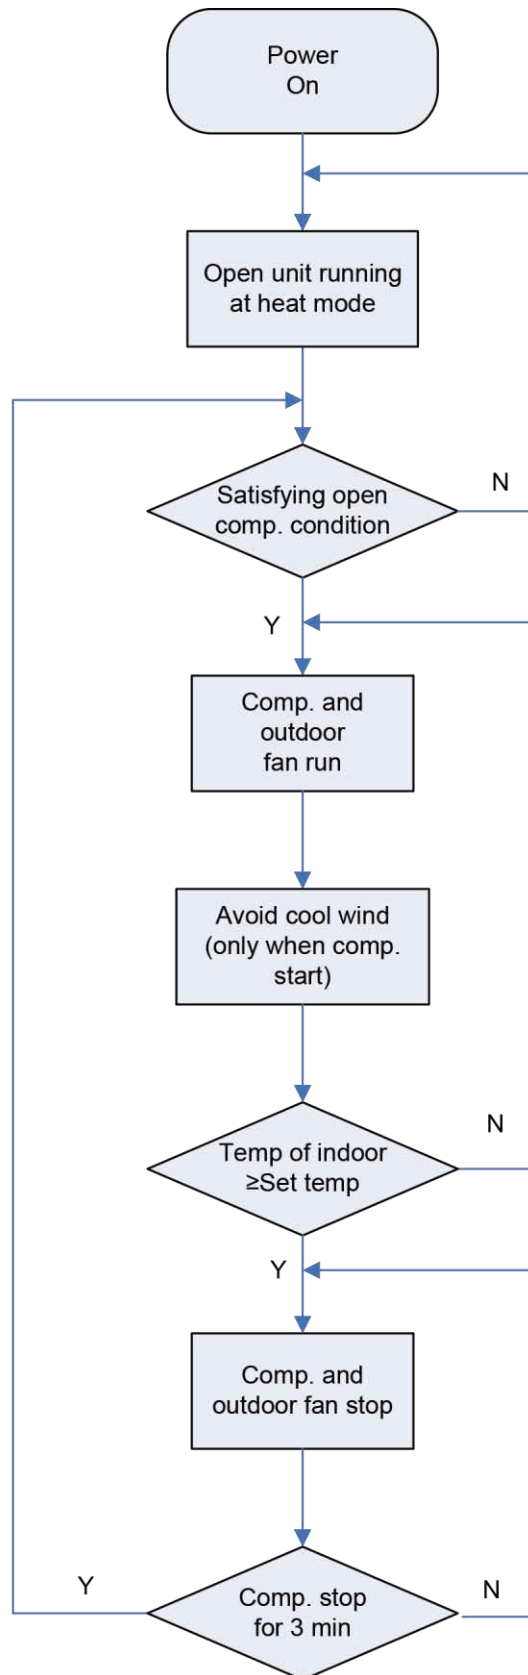 Power
On
Open unit running
at heat mode
Satisfying open
comp. condition
N
Y
Comp. and
outdoor
fan run
Avoid cool wind
(only when comp.
start)
Temp of indoor
≥Set temp
N
Y
Comp. and
outdoor fan stop
Y
Comp. stop
for 3 min
N